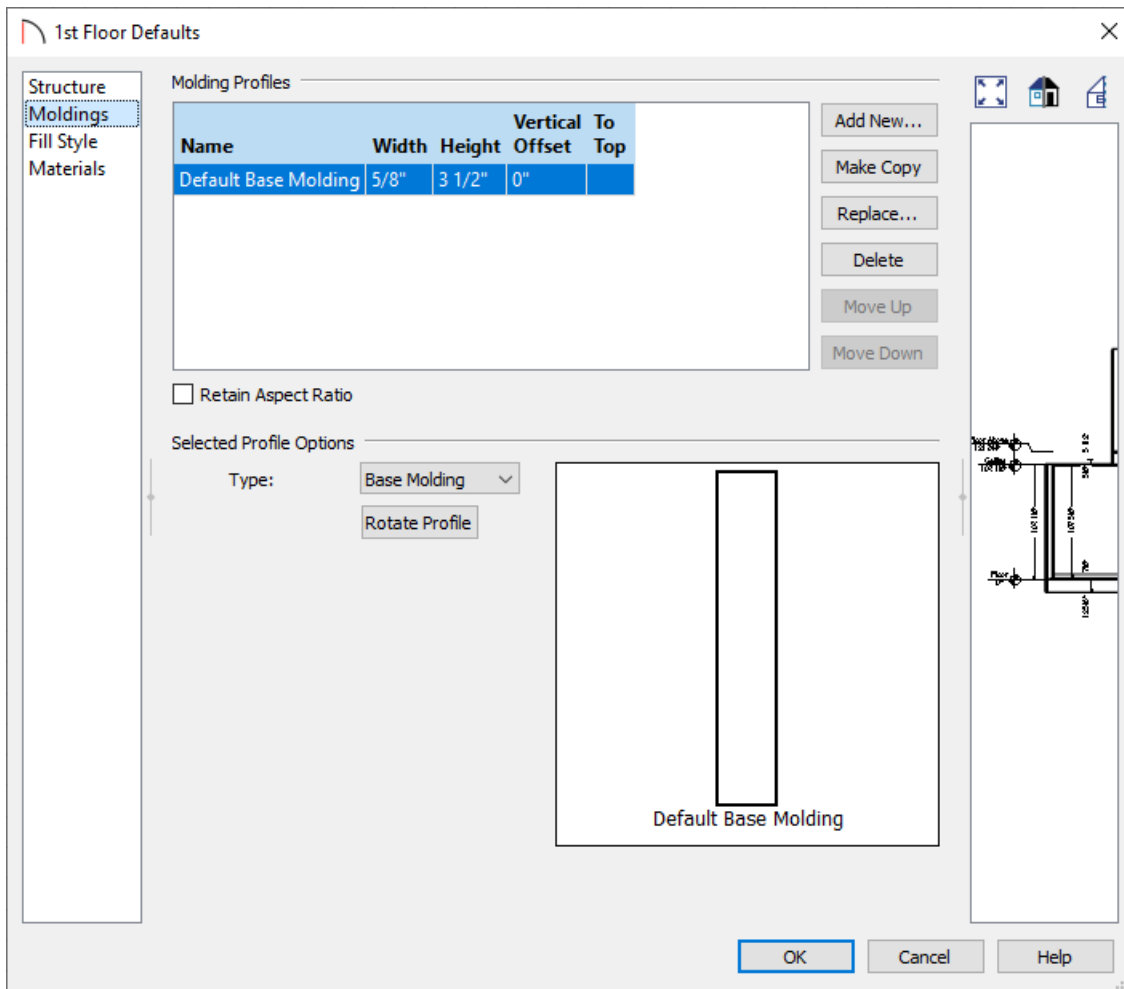 1st Floor Defaults
Structure
Moldings
Fill Style
Materials
Molding Profiles
Name Width Height Vertical Offset To Top
Default Base Molding 5/8" 3 1/2" 0"
Add New...
Make Copy
Replace...
Delete
Move Up
Move Down
Retain Aspect Ratio
Selected Profile Options
Type: Base Molding
Rotate Profile
Default Base Molding
OK Cancel Help